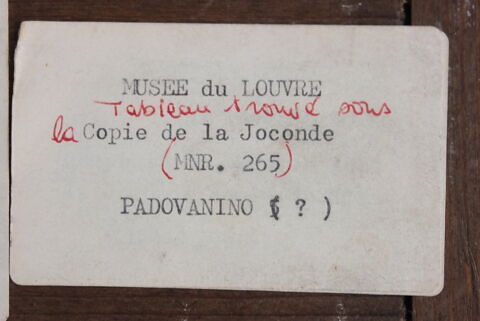 MUSEE du LOUVRE
Tableau trouvé sous
la Copie de la Joconde
(MNR. 265)
PADOVANINO ( ? )